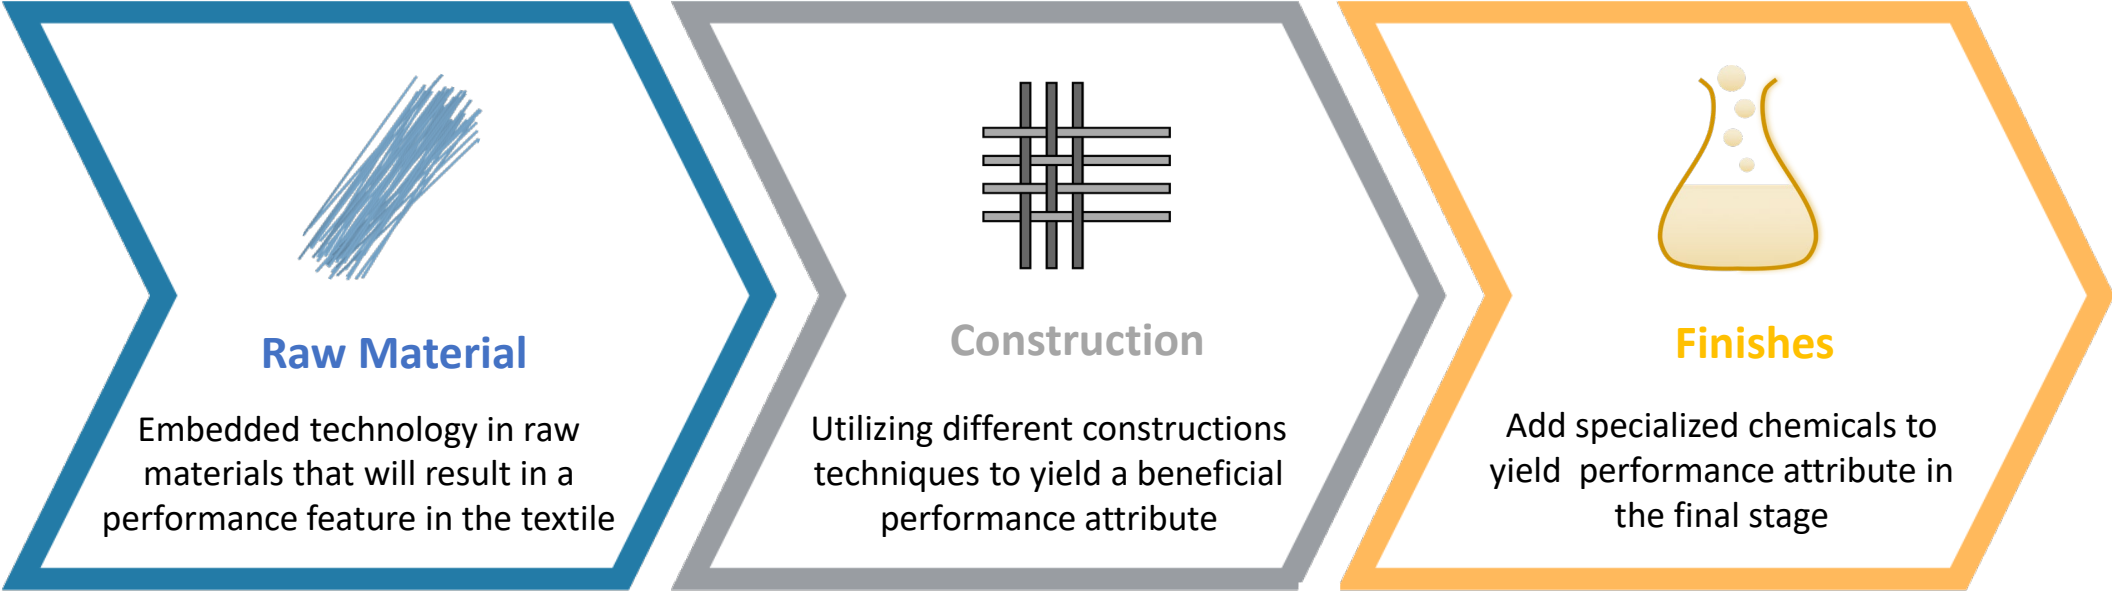 Raw Material
Embedded technology in raw
materials that will result in a
performance feature in the textile
Construction
Utilizing different constructions
techniques to yield a beneficial
performance attribute
Finishes
Add specialized chemicals to
yield  performance attribute in
the final stage